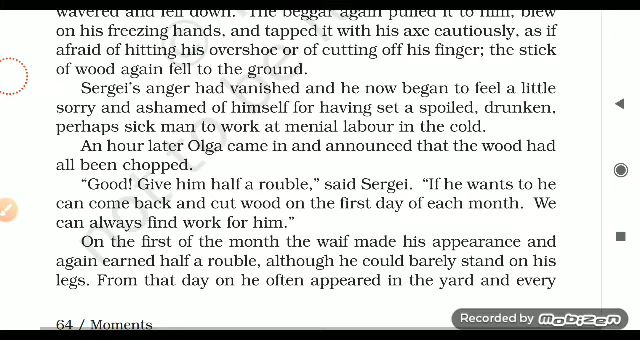 wavered and fell down. The beggar again pulled it to him, blew
on his freezing hands, and tapped it with his axe cautiously, as if
afraid of hitting his overshoe or of cutting off his finger; the stick
of wood again fell to the ground.
Sergei's anger had vanished and he now began to feel a little
sorry and ashamed of himself for having set a spoiled, drunken,
perhaps sick man to work at menial labour in the cold.
An hour later Olga came in and announced that the wood had
all been chopped.
“Good! Give him half a rouble,” said Sergei. “If he wants to he
can come back and cut wood on the first day of each month. We
can always find work for him.”
On the first of the month the waif made his appearance and
again earned half a rouble, although he could barely stand on his
legs. From that day on he often appeared in the yard and every
64 / Moments
Recorded by mobizen
not to be